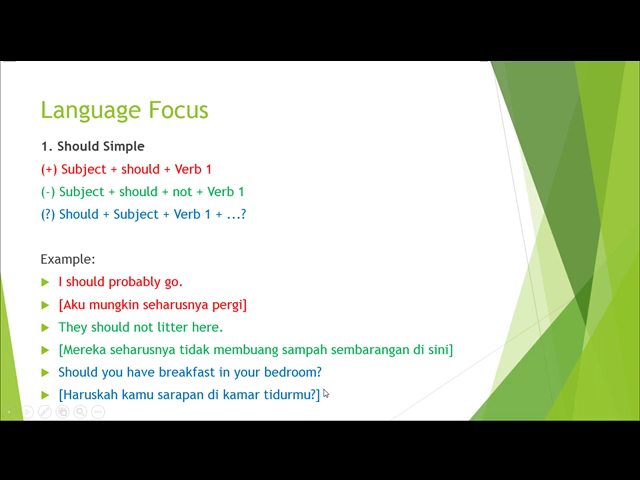 Language Focus
1. Should Simple
(+) Subject + should + Verb 1
(-) Subject + should + not + Verb 1
(?) Should + Subject + Verb 1 + ...?
Example:
I should probably go.
[Aku mungkin seharusnya pergi]
They should not litter here.
[Mereka seharusnya tidak membuang sampah sembarangan di sini]
Should you have breakfast in your bedroom?
[Haruskah kamu sarapan di kamar tidurmu?]